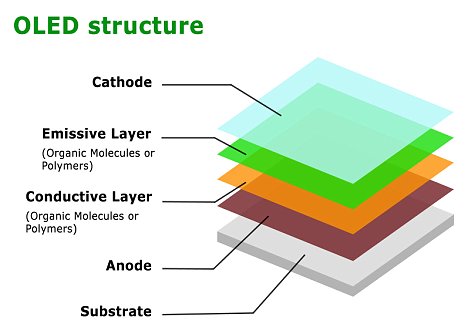 OLED structure
Cathode
Emissive Layer
(Organic Molecules or
Polymers)
Conductive Layer
(Organic Molecules or
Polymers)
Anode
Substrate